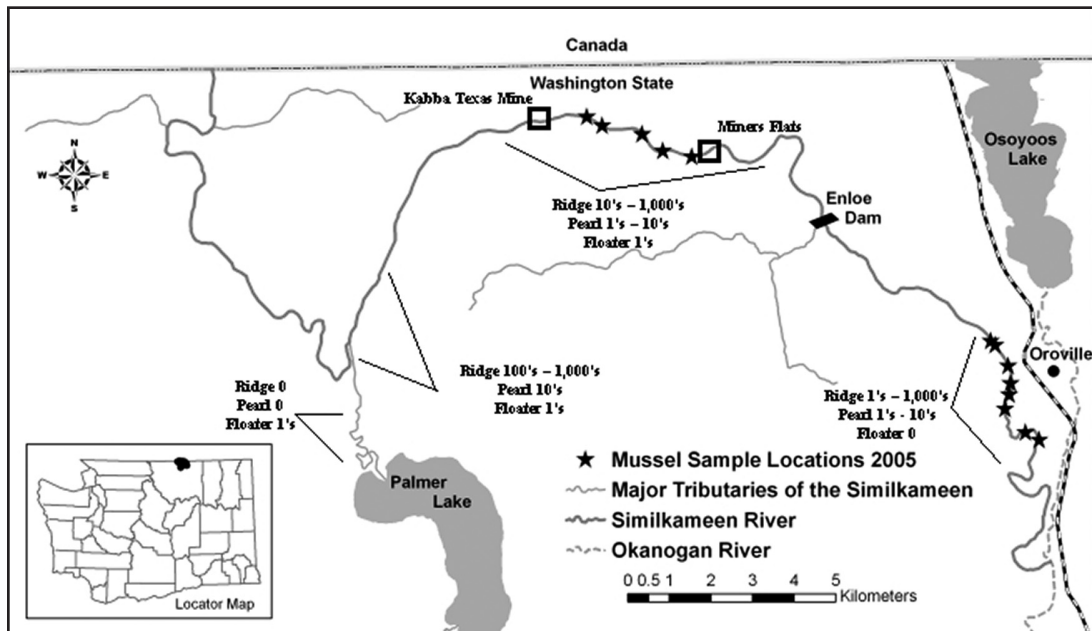 Canada
Washington State
Kabba Texas Mine
Miners Flats
Osoyoos
Lake
N
W E
S
Ridge 10's – 1,000's
Pearl 1's – 10's
Floater 1's
Enloe
Dam
Oroville
Ridge 0
Pearl 0
Floater 1's
Ridge 100's – 1,000's
Pearl 10's
Floater 1's
Ridge 1's – 1,000's
Pearl 1's - 10's
Floater 0
Palmer
Lake
Mussel Sample Locations 2005
Major Tributaries of the Similkameen
Similkameen River
Okanogan River
0 0.5 1 2 3 4 5
Kilometers
Locator Map